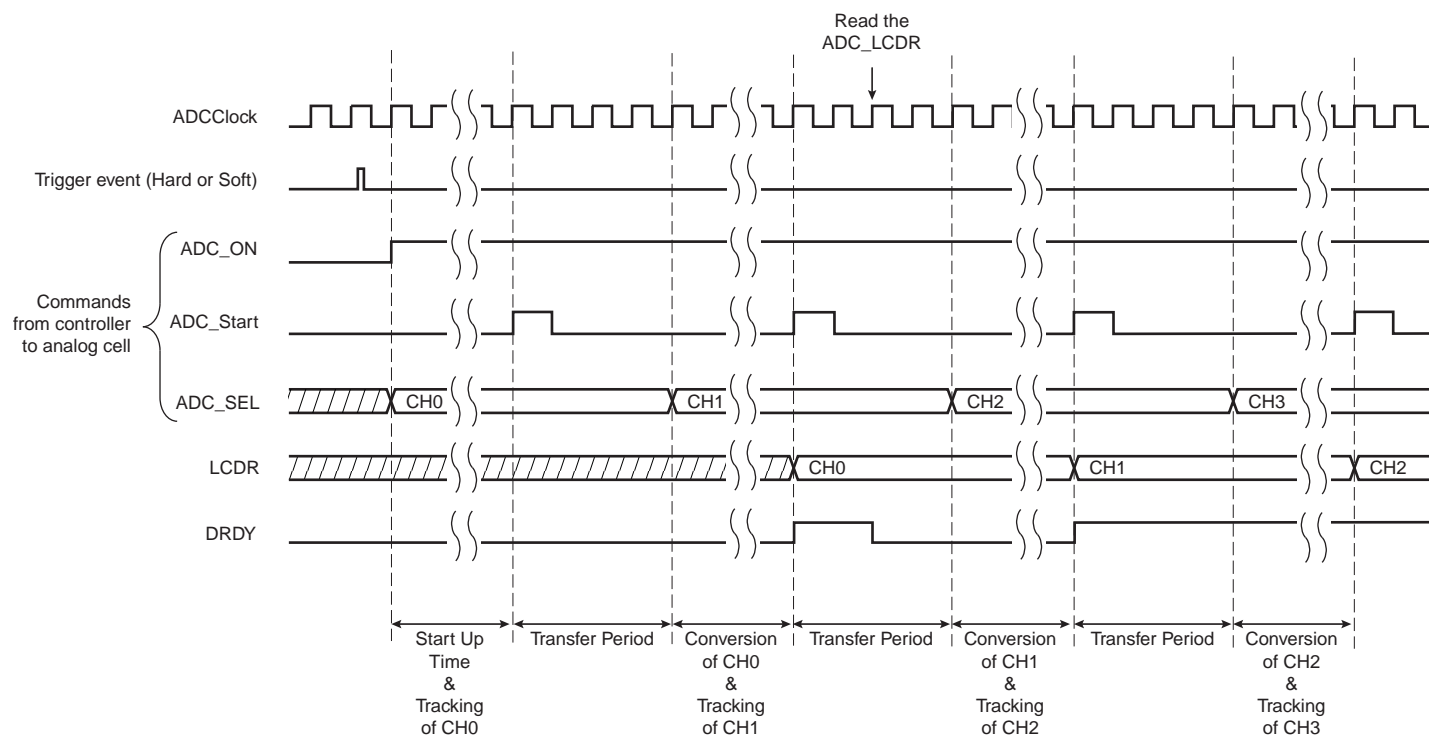 Read the
ADC_LCDR
ADCClock
Trigger event (Hard or Soft)
ADC_ON
Commands
from controller
to analog cell
ADC_Start
ADC_SEL
CH0
CH1
CH2
CH3
LCDR
CH0
CH1
CH2
DRDY
Start Up
Time
&
Tracking
of CH0
Transfer Period
Conversion
of CH0
&
Tracking
of CH1
Transfer Period
Conversion
of CH1
&
Tracking
of CH2
Transfer Period
Conversion
of CH2
&
Tracking
of CH3